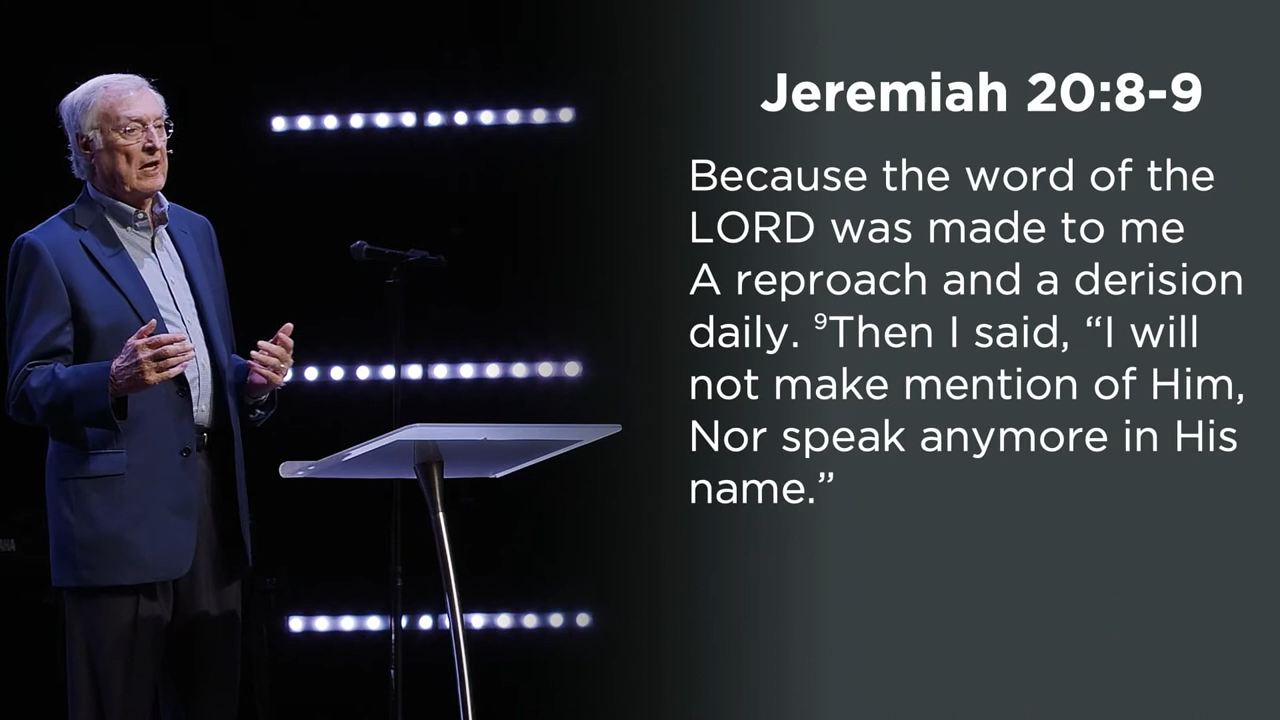 Jeremiah 20:8-9
Because the word of the
LORD was made to me
A reproach and a derision
daily. ⁹Then I said, “I will
not make mention of Him,
Nor speak anymore in His
name.”